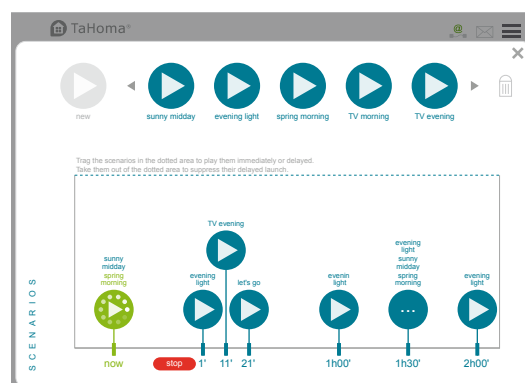 TaHoma®
@
new
sunny midday
evening light
spring morning
TV morning
TV evening
Trag the scenarios in the dotted area to play them immediately or delayed.
Take them out of the dotted area to suppress their delayed launch.
TV evening
sunny
midday
spring
morning
evening
light
let's go
evenin
light
evening
light
sunny
midday
spring
morning
...
evening
light
now
stop
1'
11'
21'
1h00'
1h30'
2h00'
SCENARIOS